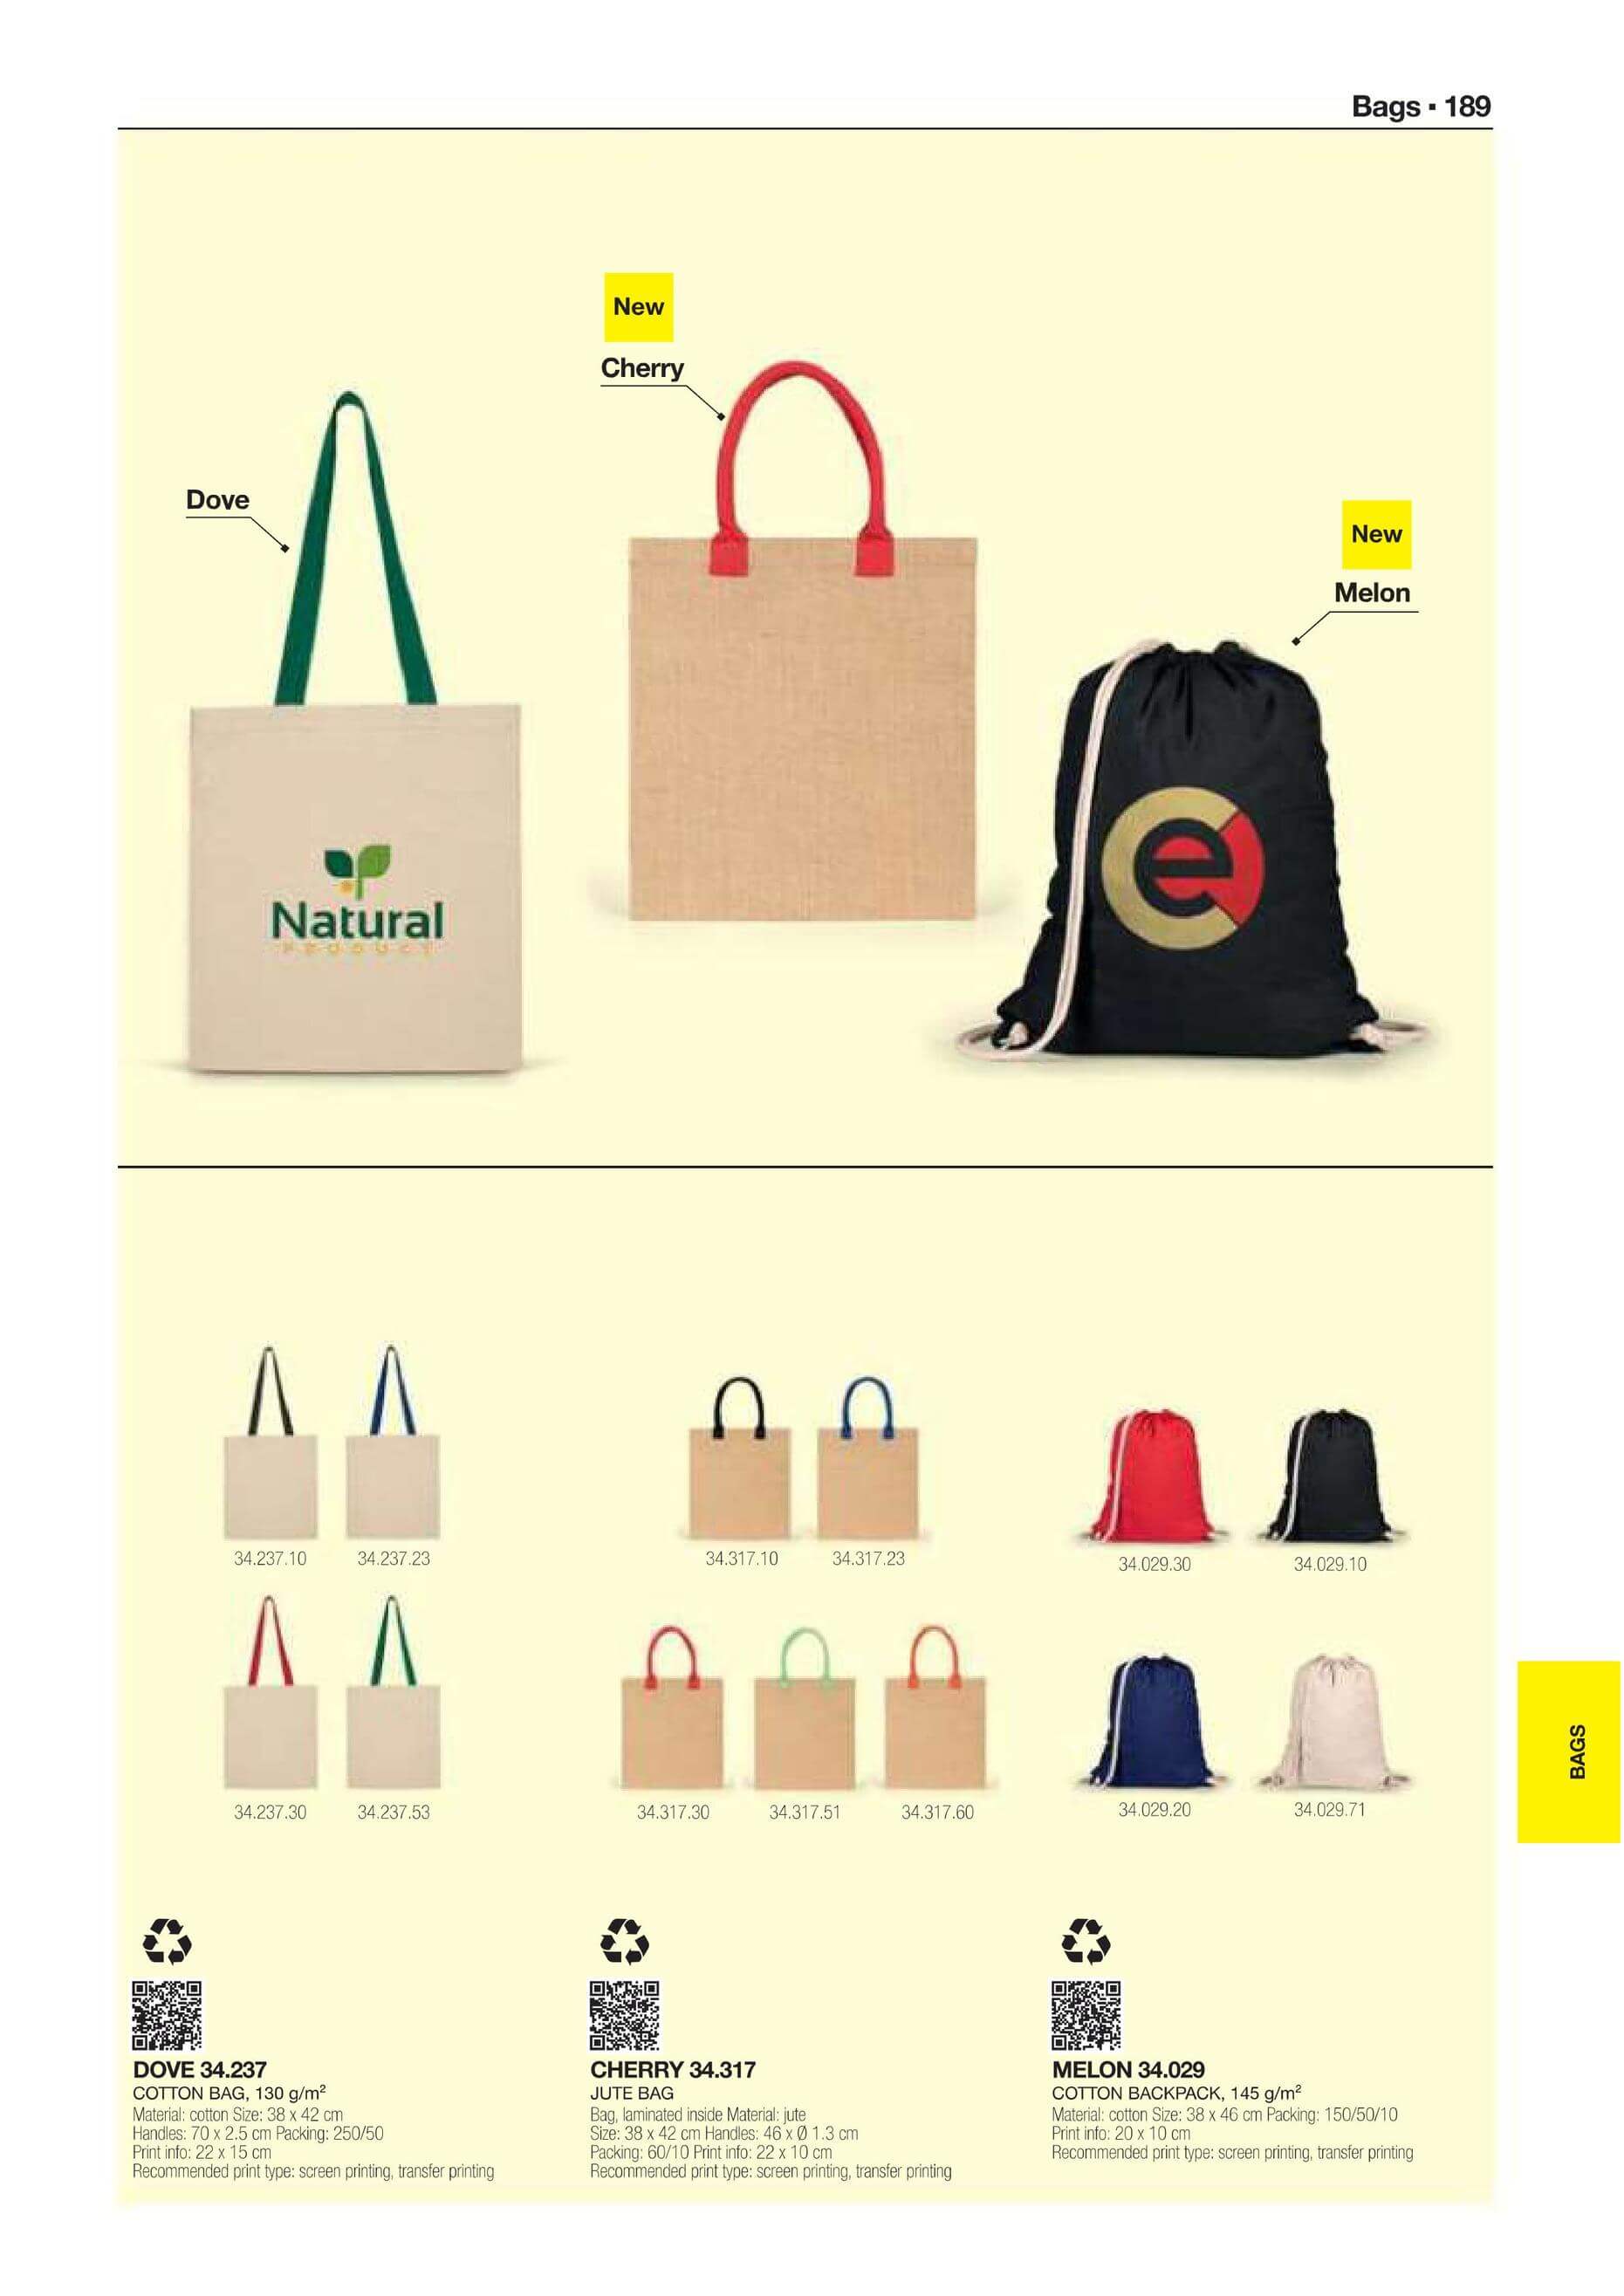 Bags ▪ 189
New
Cherry
Dove
New
Melon
Natural
PRODUCT
e
34.237.10
34.237.23
34.317.10
34.317.23
34.029.30
34.029.10
34.237.30
34.237.53
34.317.30
34.317.51
34.317.60
34.029.20
34.029.71
BAGS
DOVE 34.237
COTTON BAG, 130 g/m²
Material: cotton Size: 38 x 42 cm
Handles: 70 x 2.5 cm Packing: 250/50
Print info: 22 x 15 cm
Recommended print type: screen printing, transfer printing
CHERRY 34.317
JUTE BAG
Bag, laminated inside Material: jute
Size: 38 x 42 cm Handles: 46 x Ø 1.3 cm
Packing: 60/10 Print info: 22 x 10 cm
Recommended print type: screen printing, transfer printing
MELON 34.029
COTTON BACKPACK, 145 g/m²
Material: cotton Size: 38 x 46 cm Packing: 150/50/10
Print info: 20 x 10 cm
Recommended print type: screen printing, transfer printing